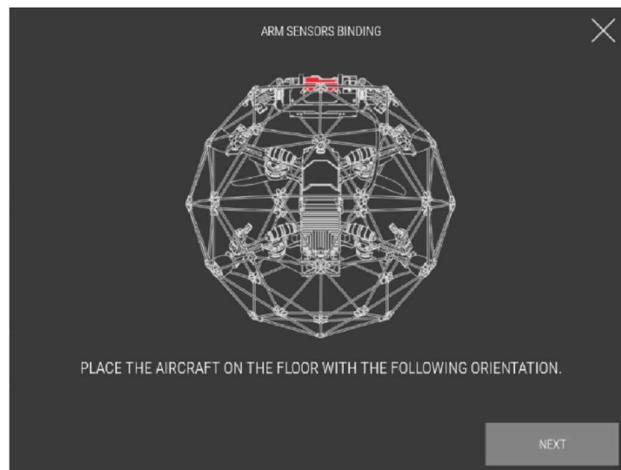 ARM SENSORS BINDING
PLACE THE AIRCRAFT ON THE FLOOR WITH THE FOLLOWING ORIENTATION.
NEXT